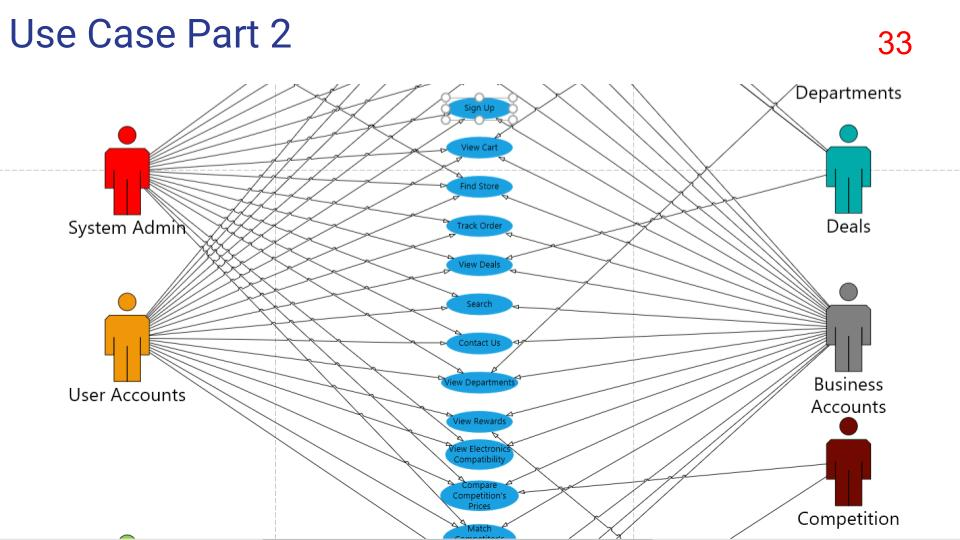 Use Case Part 2
33
Departments
Sign Up
View Cart
Find Store
System Admin
Track Order
Deals
View Deals
Search
Contact Us
View Departments
User Accounts
Business
Accounts
View Rewards
View Electronics
Compatibility
Compare
Competition's
Prices
Competition
Match
Competitor's